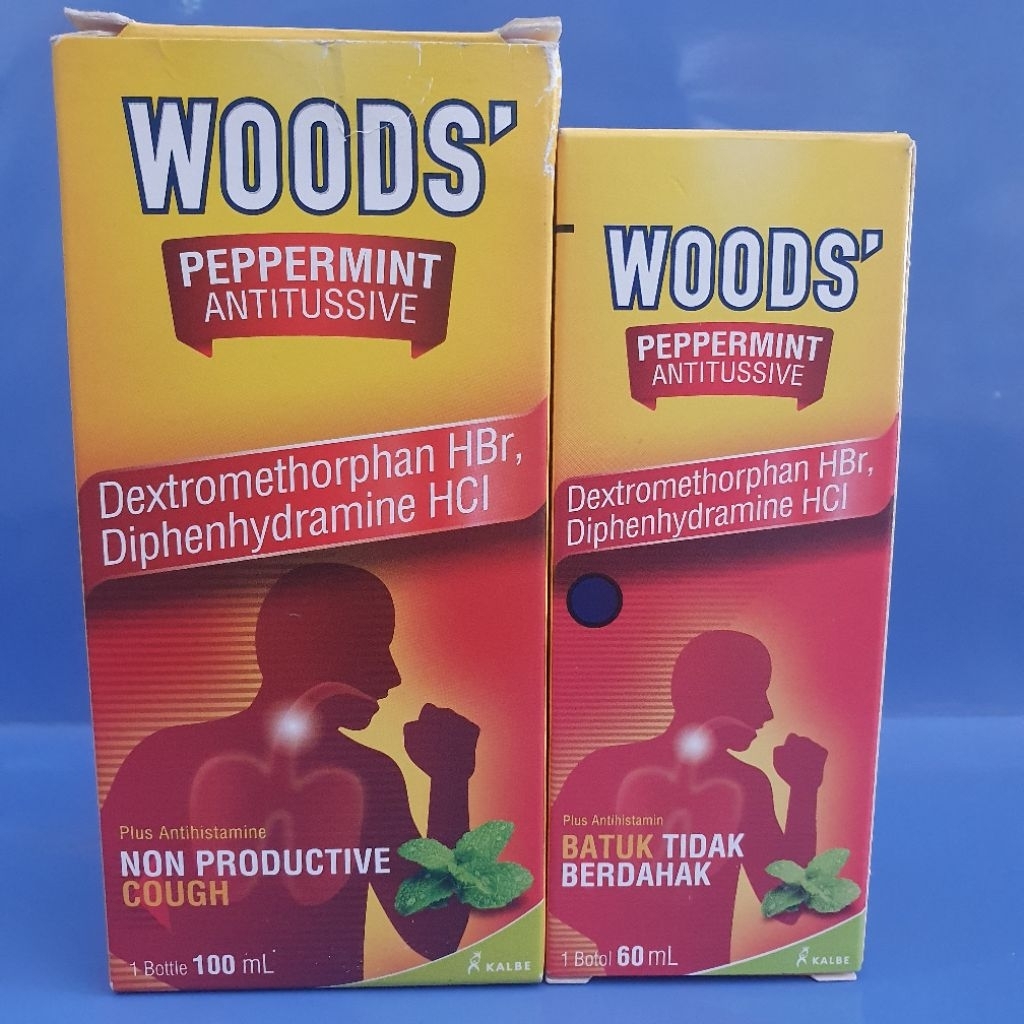 WOODS'
PEPPERMINT
ANTITUSSIVE
Dextromethorphan HBr,
Diphenhydramine HCl
Plus Antihistamine
NON PRODUCTIVE
COUGH
1 Bottle 100 mL
KALBE
WOODS'
PEPPERMINT
ANTITUSSIVE
Dextromethorphan HBr,
Diphenhydramine HCl
Plus Antihistamin
BATUK TIDAK
BERDAHAK
1 Botol 60 mL
KALBE